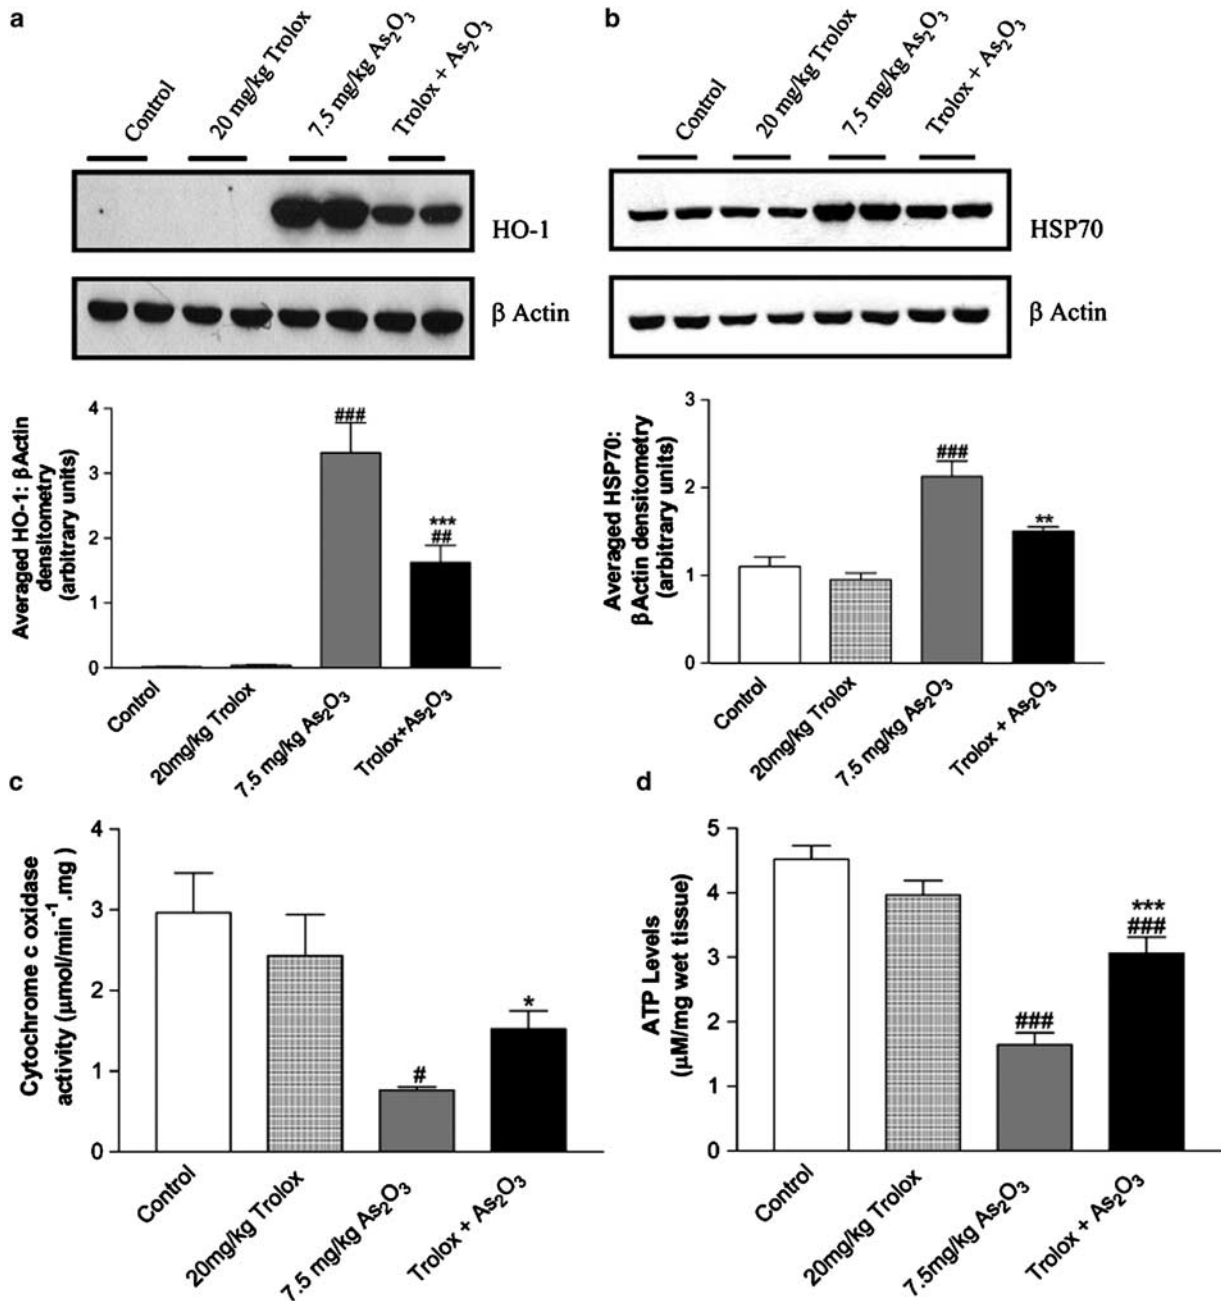 a
Control
20 mg/kg Trolox
7.5 mg/kg As₂O₃
Trolox + As₂O₃
HO-1
β Actin
Averaged HO-1: βActin
densitometry
(arbitrary units)
4
3
2
1
0
###
***
##
Control
20mg/kg Trolox
7.5 mg/kg As₂O₃
Trolox+As₂O₃
b
Control
20 mg/kg Trolox
7.5 mg/kg As₂O₃
Trolox + As₂O₃
HSP70
β Actin
Averaged HSP70:
βActin densitometry
(arbitrary units)
3
2
1
0
###
**
Control
20mg/kg Trolox
7.5 mg/kg As₂O₃
Trolox + As₂O₃
c
Cytochrome c oxidase
activity (μmol/min⁻¹.mg )
4
3
2
1
0
#
*
Control
20mg/kg Trolox
7.5 mg/kg As₂O₃
Trolox + As₂O₃
d
ATP Levels
(μM/mg wet tissue)
5
4
3
2
1
0
###
***
###
Control
20mg/kg Trolox
7.5mg/kg As₂O₃
Trolox + As₂O₃